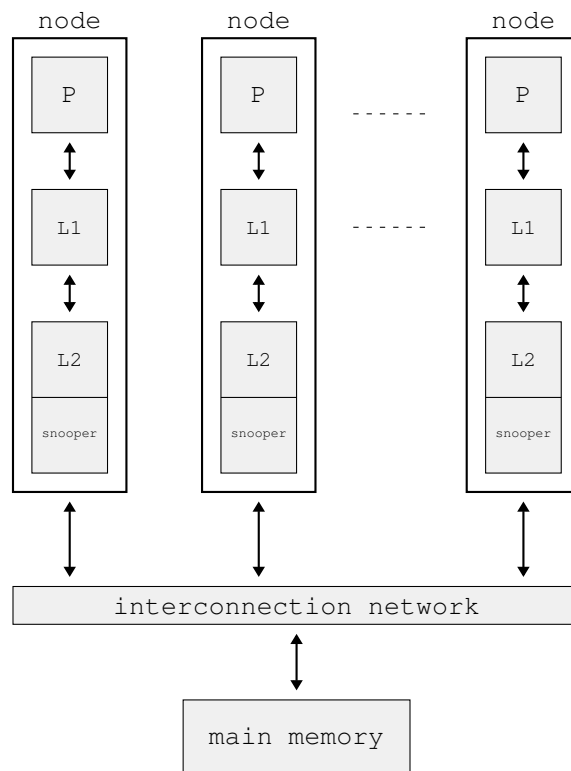 node node node
P P P
L1 L1 L1
L2 L2 L2
snooper snooper snooper
interconnection network
main memory